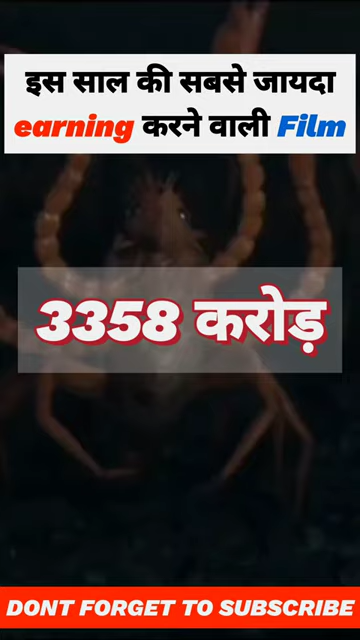 इस साल की सबसे जायदा
earning करने वाली Film
3358 करोड़
DONT FORGET TO SUBSCRIBE